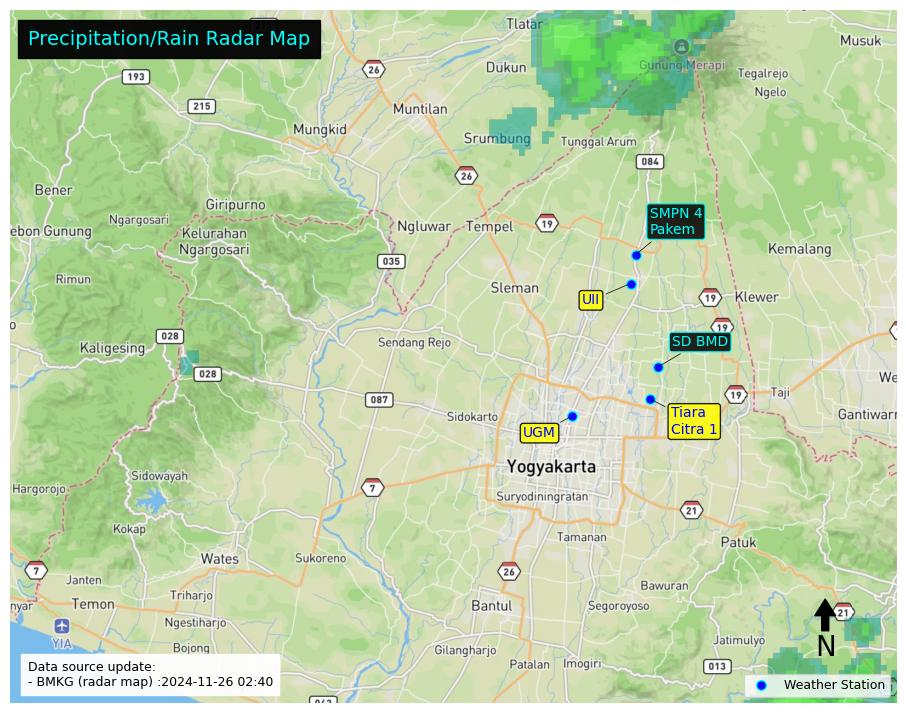 Precipitation/Rain Radar Map
Tlatar
Musuk
26
193
Dukun
Gunung Merapi
Tegalrejo
Ngelo
215
Muntilan
Mungkid
Srumbung
Tunggal Arum
084
26
Bener
Giripurno
SMPN 4
Pakem
Ngargosari
Kelurahan
Ngargosari
ebon Gunung
Ngluwar
Tempel
19
Kemalang
035
Rimun
Sleman
UII
19
Klewer
19
028
Kaligesing
Sendang Rejo
SD BMD
028
087
19
Taji
We
Sidokarto
Tiara
Citra 1
Gantiwarn
UGM
Yogyakarta
Sidowayah
Hargorojo
7
Suryodiningratan
21
Kokap
Tamanan
Patuk
Wates
Sukoreno
7
26
Janten
Bawuran
Triharjo
nyar
Temon
Bantul
Segoroyoso
21
Ngestiharjo
YIA
Jatimulyo
N
Bojong
Gilangharjo
Patalan
Imogiri
013
Data source update:
- BMKG (radar map) :2024-11-26 02:40
Weather Station